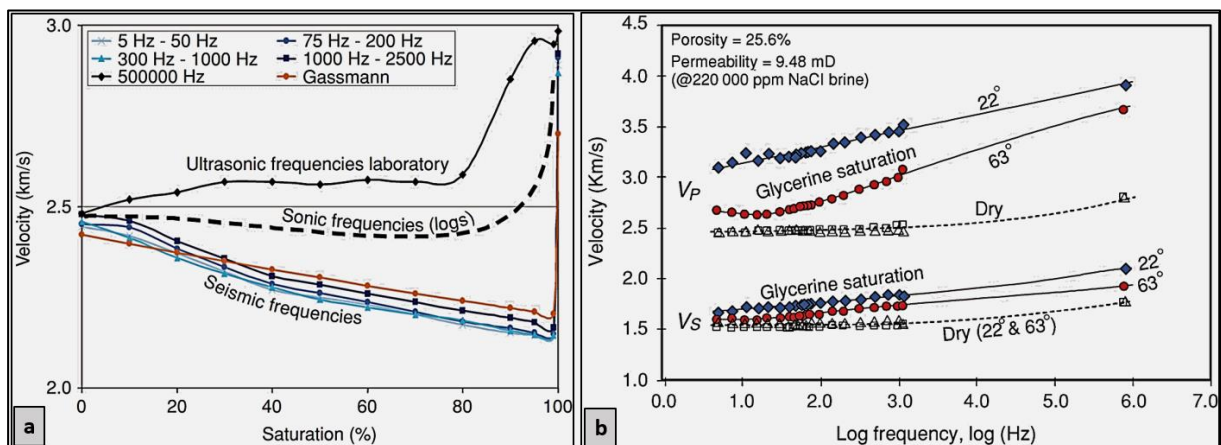 3.0
2.5
2.0
Velocity (km/s)
5 Hz - 50 Hz
75 Hz - 200 Hz
300 Hz - 1000 Hz
1000 Hz - 2500 Hz
500000 Hz
Gassmann
Ultrasonic frequencies laboratory
Sonic frequencies (logs)
Seismic frequencies
0
20
40
60
80
100
Saturation (%)
a
4.5
4.0
3.5
3.0
2.5
2.0
1.5
1.0
Velocity (Km/s)
Porosity = 25.6%
Permeability = 9.48 mD
(@220 000 ppm NaCl brine)
22°
Glycerine saturation
63°
VP
Dry
Glycerine saturation
22°
63°
VS
Dry (22° & 63°)
0.0
1.0
2.0
3.0
4.0
5.0
6.0
7.0
Log frequency, log (Hz)
b